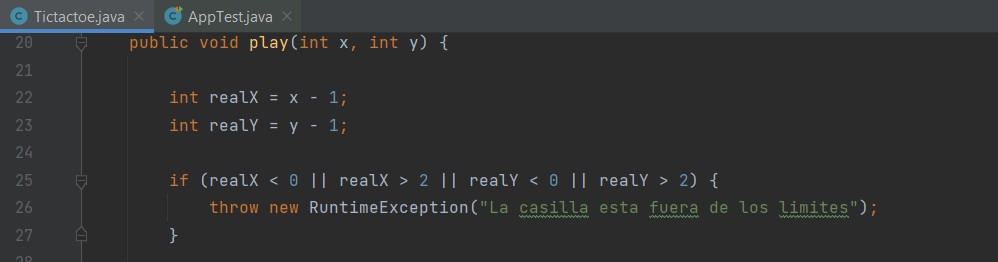 Tictactoe.java AppTest.java
20 public void play(int x, int y) {
21
22 int realX = x - 1;
23 int realY = y - 1;
24
25 if (realX < 0 || realX > 2 || realY < 0 || realY > 2) {
26 throw new RuntimeException("La casilla esta fuera de los limites");
27 }
28